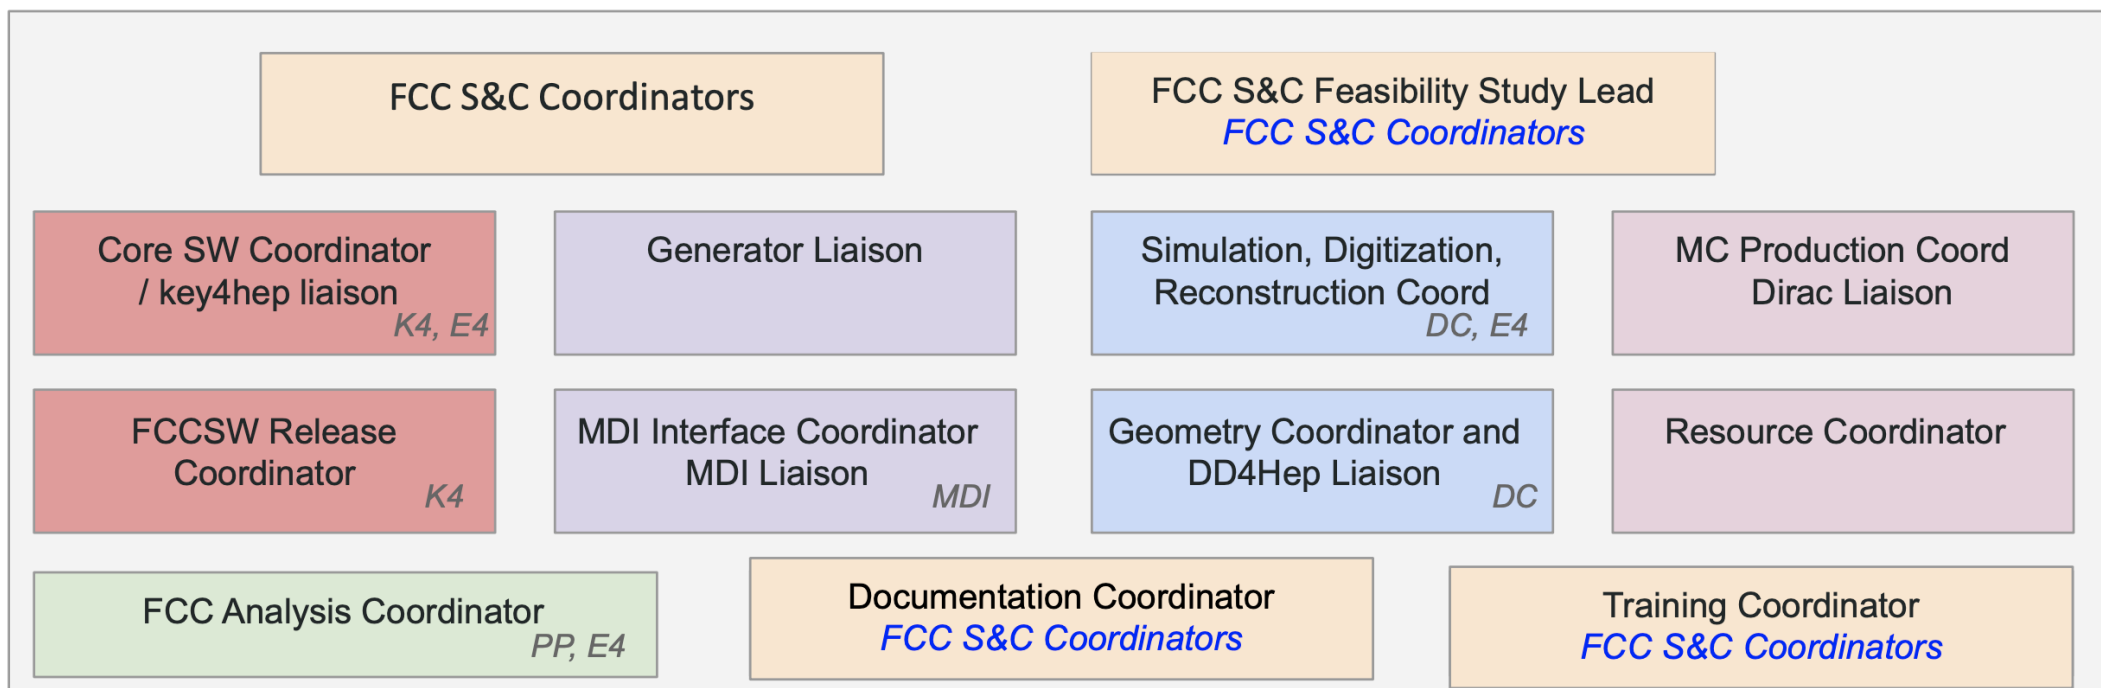 FCC S&C Coordinators
FCC S&C Feasibility Study Lead
FCC S&C Coordinators
Core SW Coordinator
/ key4hep liaison
K4, E4
Generator Liaison
Simulation, Digitization,
Reconstruction Coord
DC, E4
MC Production Coord
Dirac Liaison
FCCSW Release
Coordinator
K4
MDI Interface Coordinator
MDI Liaison
MDI
Geometry Coordinator and
DD4Hep Liaison
DC
Resource Coordinator
FCC Analysis Coordinator
PP, E4
Documentation Coordinator
FCC S&C Coordinators
Training Coordinator
FCC S&C Coordinators